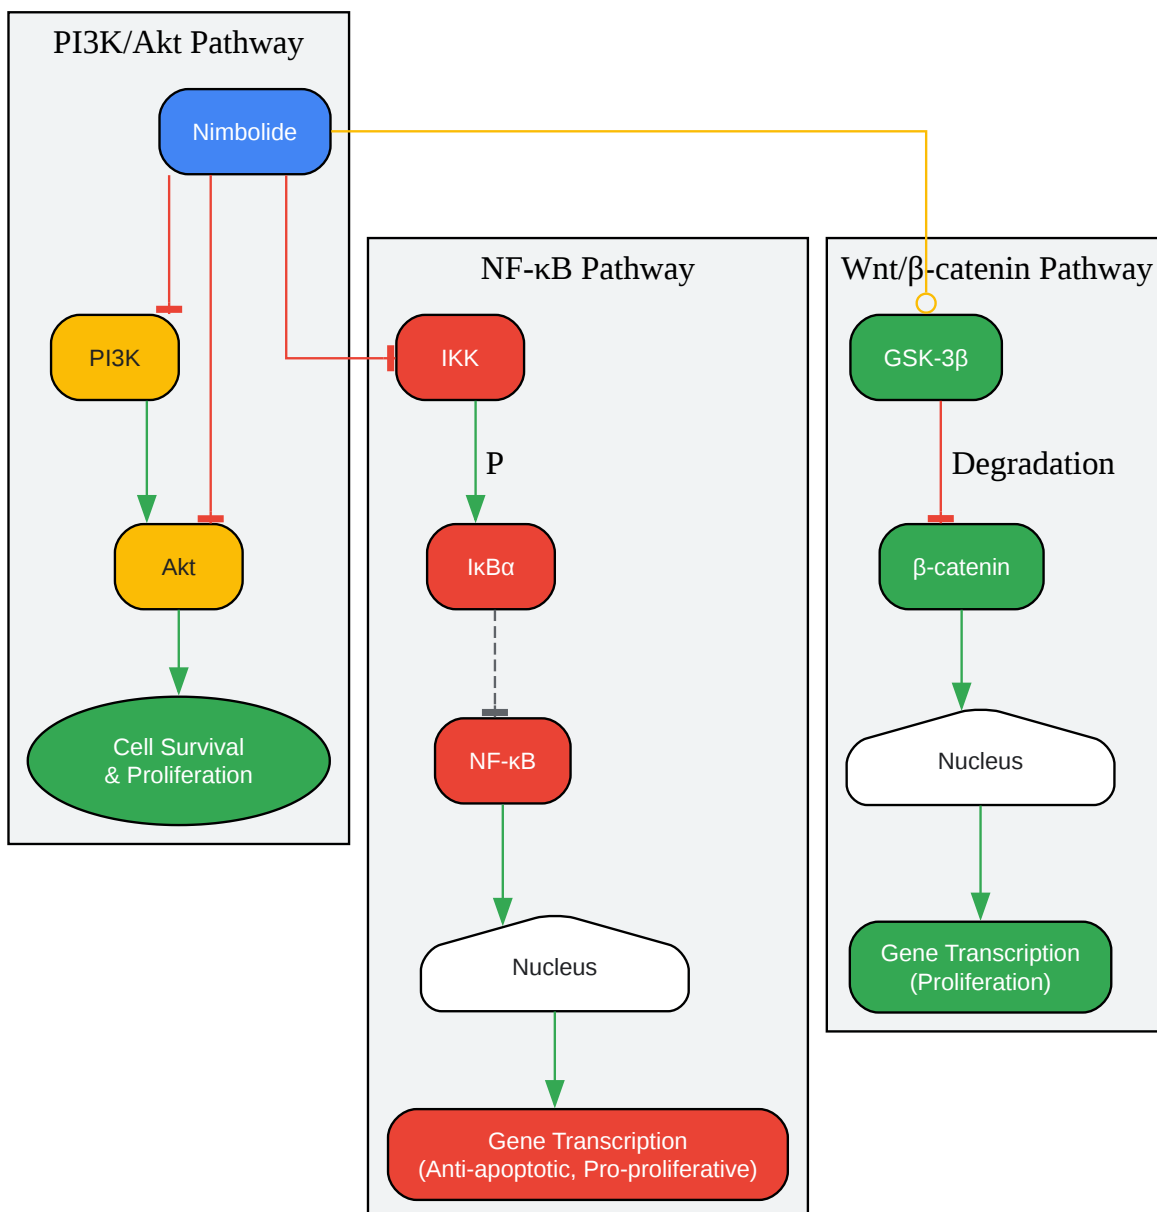 PI3K/Akt Pathway
Nimbolide
PI3K
Akt
Cell Survival
& Proliferation
NF-κB Pathway
IKK
P
IκBα
NF-κB
Nucleus
Gene Transcription
(Anti-apoptotic, Pro-proliferative)
Wnt/β-catenin Pathway
GSK-3β
Degradation
β-catenin
Nucleus
Gene Transcription
(Proliferation)